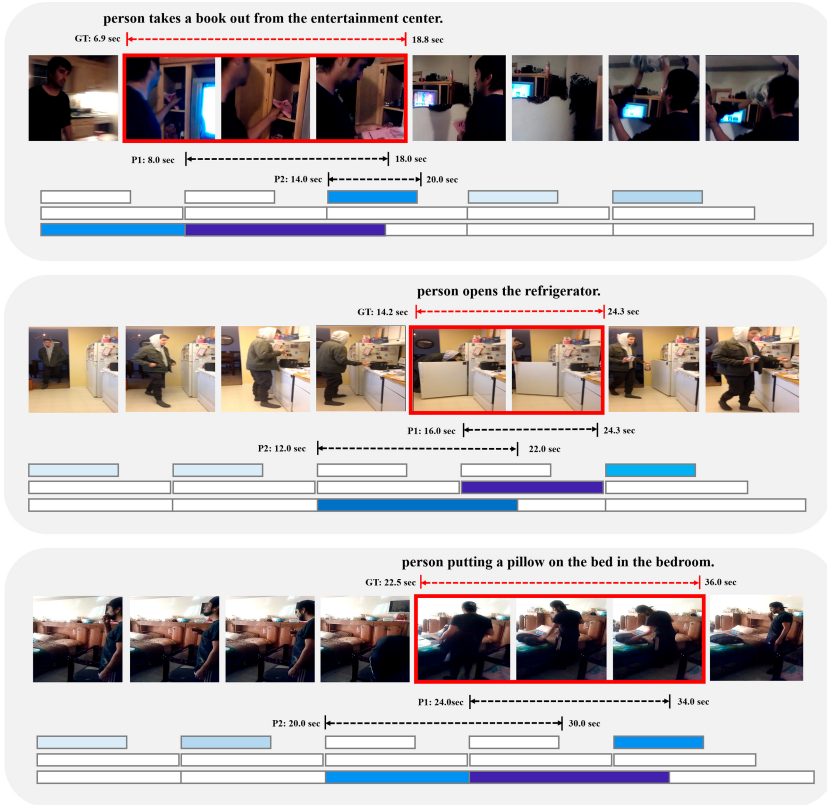 person takes a book out from the entertainment center.
GT: 6.9 sec 18.8 sec
P1: 8.0 sec 18.0 sec
P2: 14.0 sec 20.0 sec
person opens the refrigerator.
GT: 14.2 sec 24.3 sec
P1: 16.0 sec 24.3 sec
P2: 12.0 sec 22.0 sec
person putting a pillow on the bed in the bedroom.
GT: 22.5 sec 36.0 sec
P1: 24.0sec 34.0 sec
P2: 20.0 sec 30.0 sec